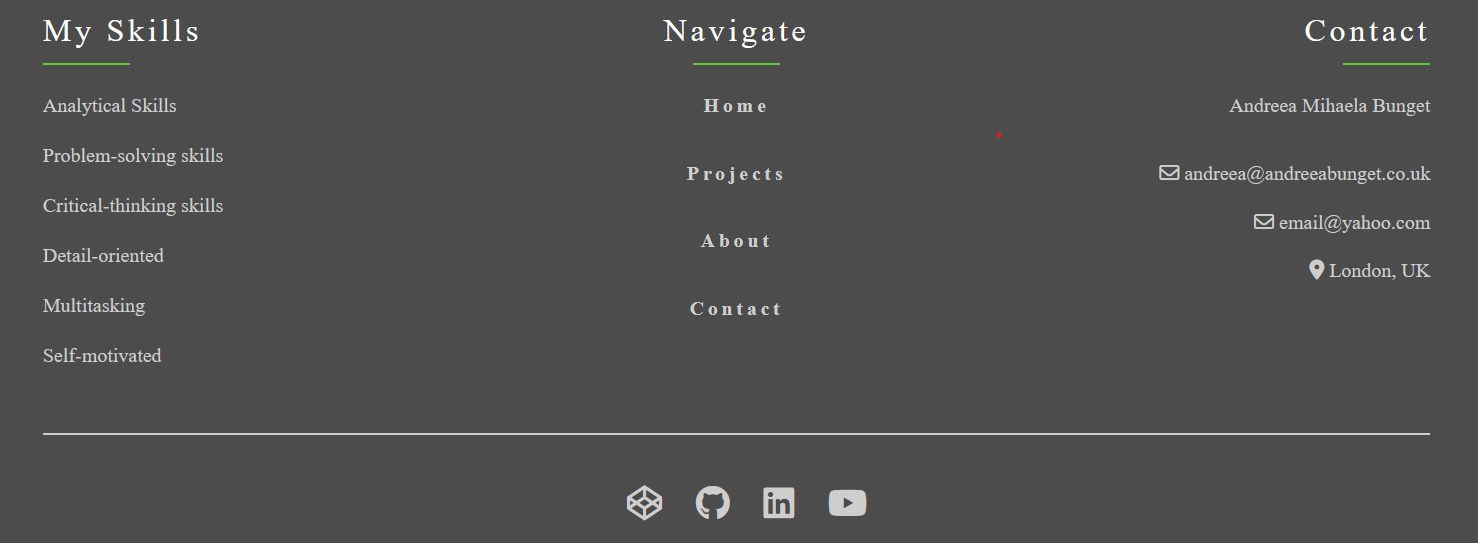 My Skills
Analytical Skills
Problem-solving skills
Critical-thinking skills
Detail-oriented
Multitasking
Self-motivated
Navigate
Home
Projects
About
Contact
Contact
Andreea Mihaela Bunget
andreea@andreeabunget.co.uk
email@yahoo.com
London, UK
in